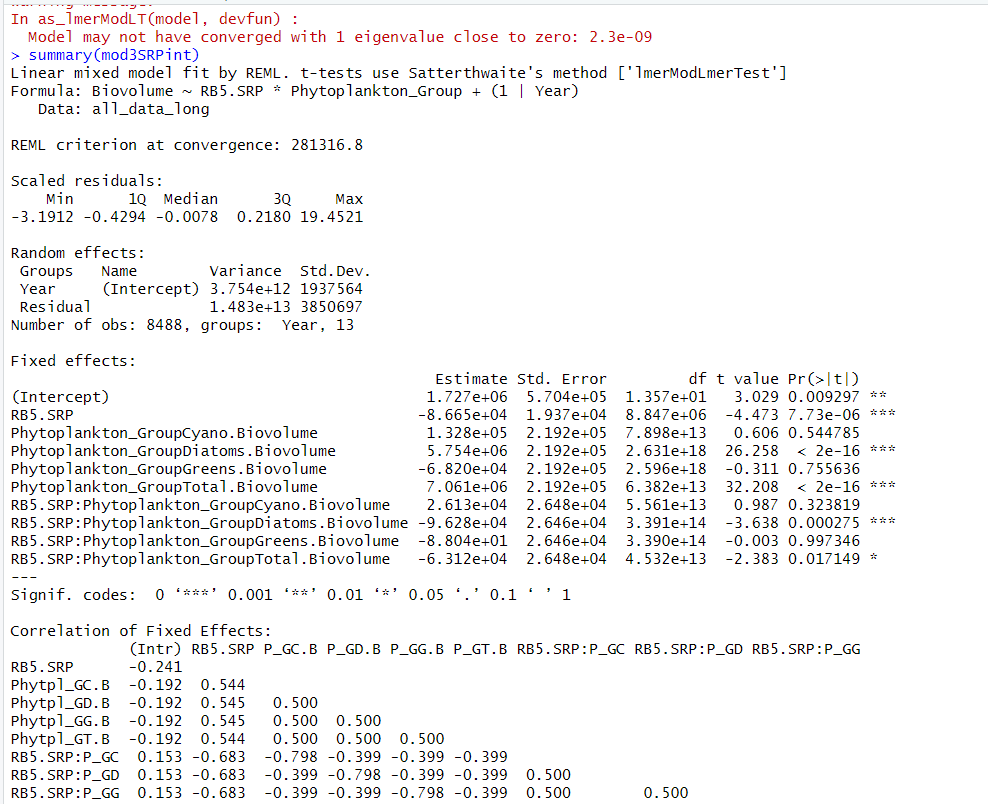 warning message:
In as_lmerModLT(model, devfun) :
  Model may not have converged with 1 eigenvalue close to zero: 2.3e-09
> summary(mod3SRPint)
Linear mixed model fit by REML. t-tests use Satterthwaite's method ['lmerModLmerTest']
Formula: Biovolume ~ RB5.SRP * Phytoplankton_Group + (1 | Year)
   Data: all_data_long

REML criterion at convergence: 281316.8

Scaled residuals:
    Min      1Q  Median      3Q     Max
-3.1912 -0.4294 -0.0078  0.2180 19.4521

Random effects:
 Groups   Name        Variance  Std.Dev.
 Year     (Intercept) 3.754e+12 1937564
 Residual             1.483e+13 3850697
Number of obs: 8488, groups:  Year, 13

Fixed effects:
                                              Estimate Std. Error         df t value Pr(>|t|)
(Intercept)                                  1.727e+06  5.704e+05  1.357e+01   3.029 0.009297 **
RB5.SRP                                     -8.665e+04  1.937e+04  8.847e+06  -4.473 7.73e-06 ***
Phytoplankton_GroupCyano.Biovolume           1.328e+05  2.192e+05  7.898e+13   0.606 0.544785
Phytoplankton_GroupDiatoms.Biovolume         5.754e+06  2.192e+05  2.631e+18  26.258  < 2e-16 ***
Phytoplankton_GroupGreens.Biovolume         -6.820e+04  2.192e+05  2.596e+18  -0.311 0.755636
Phytoplankton_GroupTotal.Biovolume           7.061e+06  2.192e+05  6.382e+13  32.208  < 2e-16 ***
RB5.SRP:Phytoplankton_GroupCyano.Biovolume   2.613e+04  2.648e+04  5.561e+13   0.987 0.323819
RB5.SRP:Phytoplankton_GroupDiatoms.Biovolume -9.628e+04  2.646e+04  3.391e+14  -3.638 0.000275 ***
RB5.SRP:Phytoplankton_GroupGreens.Biovolume -8.804e+01  2.646e+04  3.390e+14  -0.003 0.997346
RB5.SRP:Phytoplankton_GroupTotal.Biovolume  -6.312e+04  2.648e+04  4.532e+13  -2.383 0.017149 *
---
Signif. codes:  0 ‘***’ 0.001 ‘**’ 0.01 ‘*’ 0.05 ‘.’ 0.1 ‘ ’ 1

Correlation of Fixed Effects:
            (Intr) RB5.SRP P_GC.B P_GD.B P_GG.B P_GT.B RB5.SRP:P_GC RB5.SRP:P_GD RB5.SRP:P_GG
RB5.SRP     -0.241
Phytpl_GC.B -0.192  0.544
Phytpl_GD.B -0.192  0.545   0.500
Phytpl_GG.B -0.192  0.545   0.500  0.500
Phytpl_GT.B -0.192  0.544   0.500  0.500  0.500
RB5.SRP:P_GC  0.153 -0.683  -0.798 -0.399 -0.399 -0.399
RB5.SRP:P_GD  0.153 -0.683  -0.399 -0.798 -0.399 -0.399  0.500
RB5.SRP:P_GG  0.153 -0.683  -0.399 -0.399 -0.798 -0.399  0.500        0.500